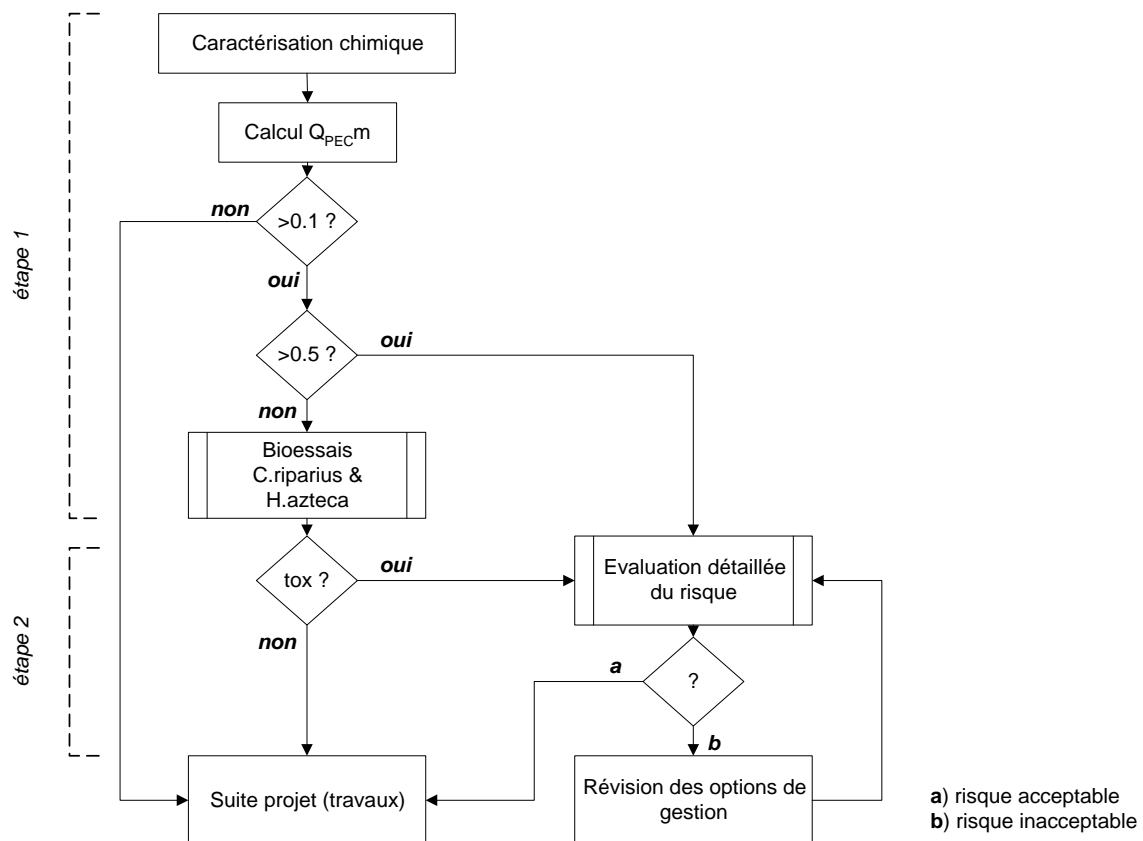 Caractérisation chimique
Calcul QPECm
non
>0.1 ?
oui
étape 1
>0.5 ?
oui
non
Bioessais
C.riparius &
H.azteca
tox ?
oui
Evaluation détaillée
du risque
non
étape 2
a
?
b
Suite projet (travaux)
Révision des options de
gestion
a) risque acceptable
b) risque inacceptable